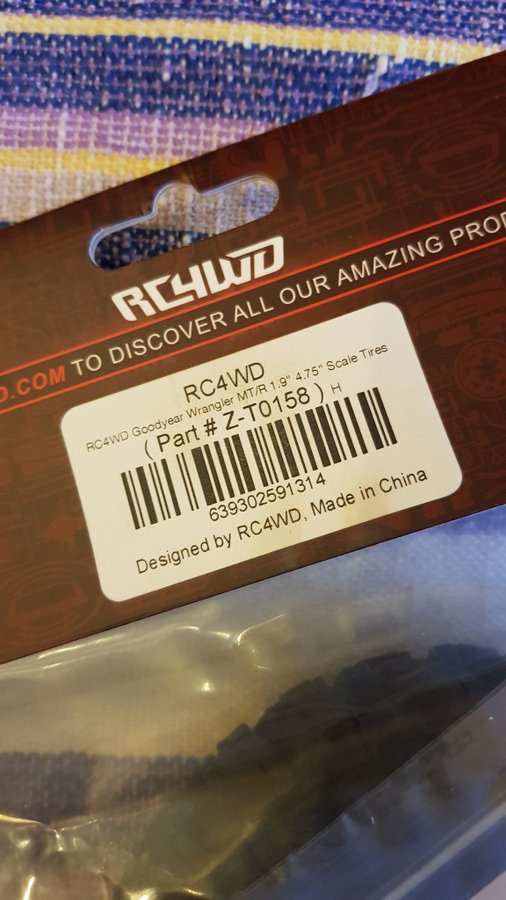 RC4WD
D.COM TO DISCOVER ALL OUR AMAZING PROD
RC4WD
RC4WD Goodyear Wrangler MT/R 1.9" 4.75" Scale Tires
( Part # Z-T0158 ) H
639302591314
Designed by RC4WD, Made in China